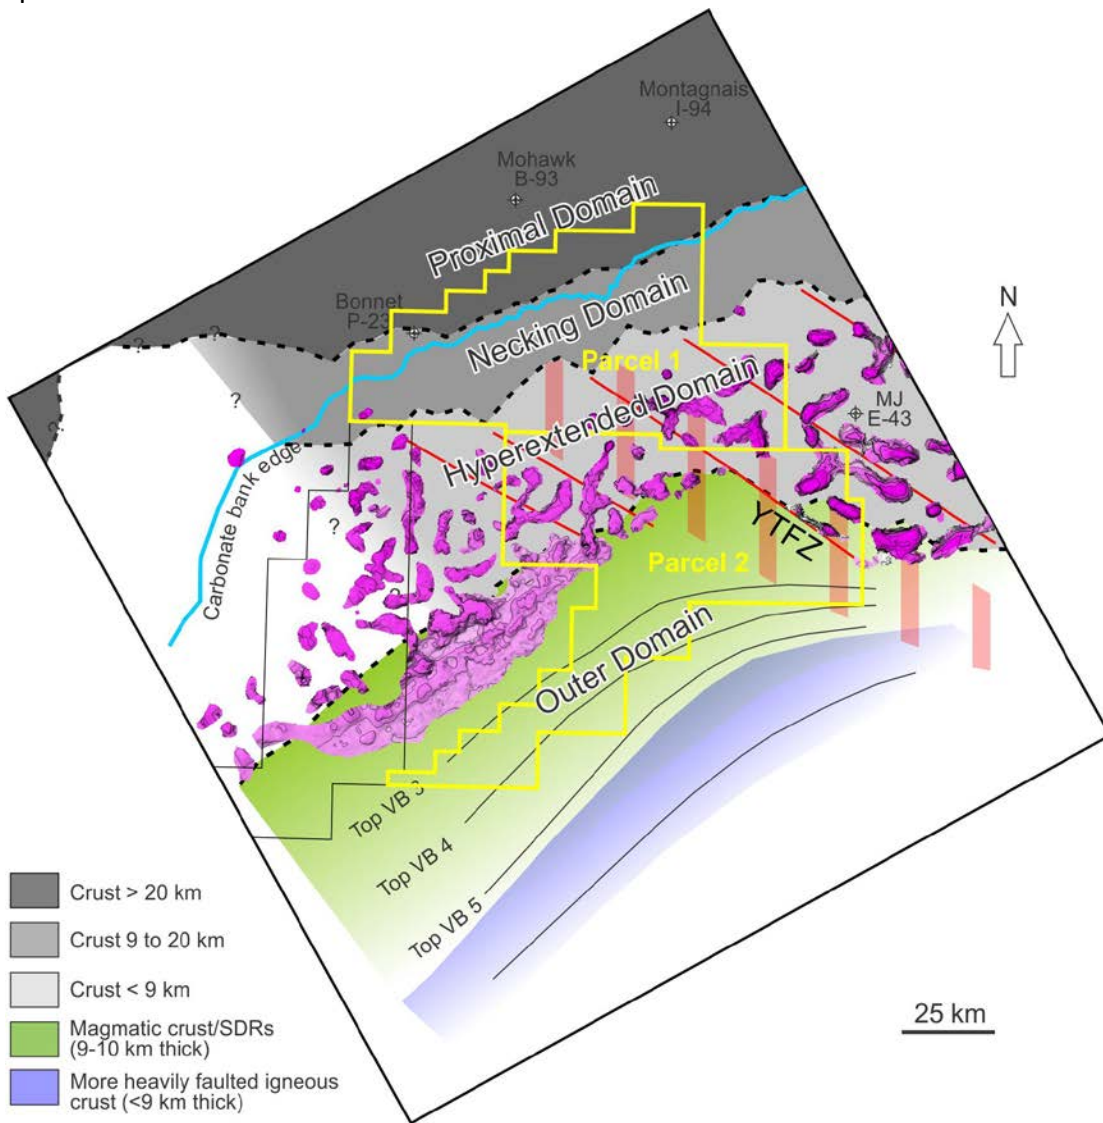 Montagnais
I-94
Mohawk
B-93
Proximal Domain
Bonnet
P-23
Necking Domain
N
Parcel 1
Hyperextended Domain
MJ
E-43
?
?
?
?
?
?
Carbonate bank edge
YTFZ
Parcel 2
Outer Domain
Top VB 3
Top VB 4
Top VB 5
Crust > 20 km
Crust 9 to 20 km
Crust < 9 km
Magmatic crust/SDRs
(9-10 km thick)
More heavily faulted igneous
crust (<9 km thick)
25 km